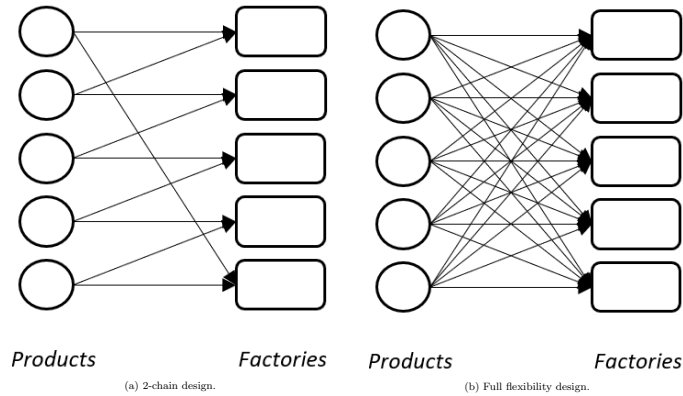 Products Factories Products Factories
(a) 2-chain design. (b) Full flexibility design.